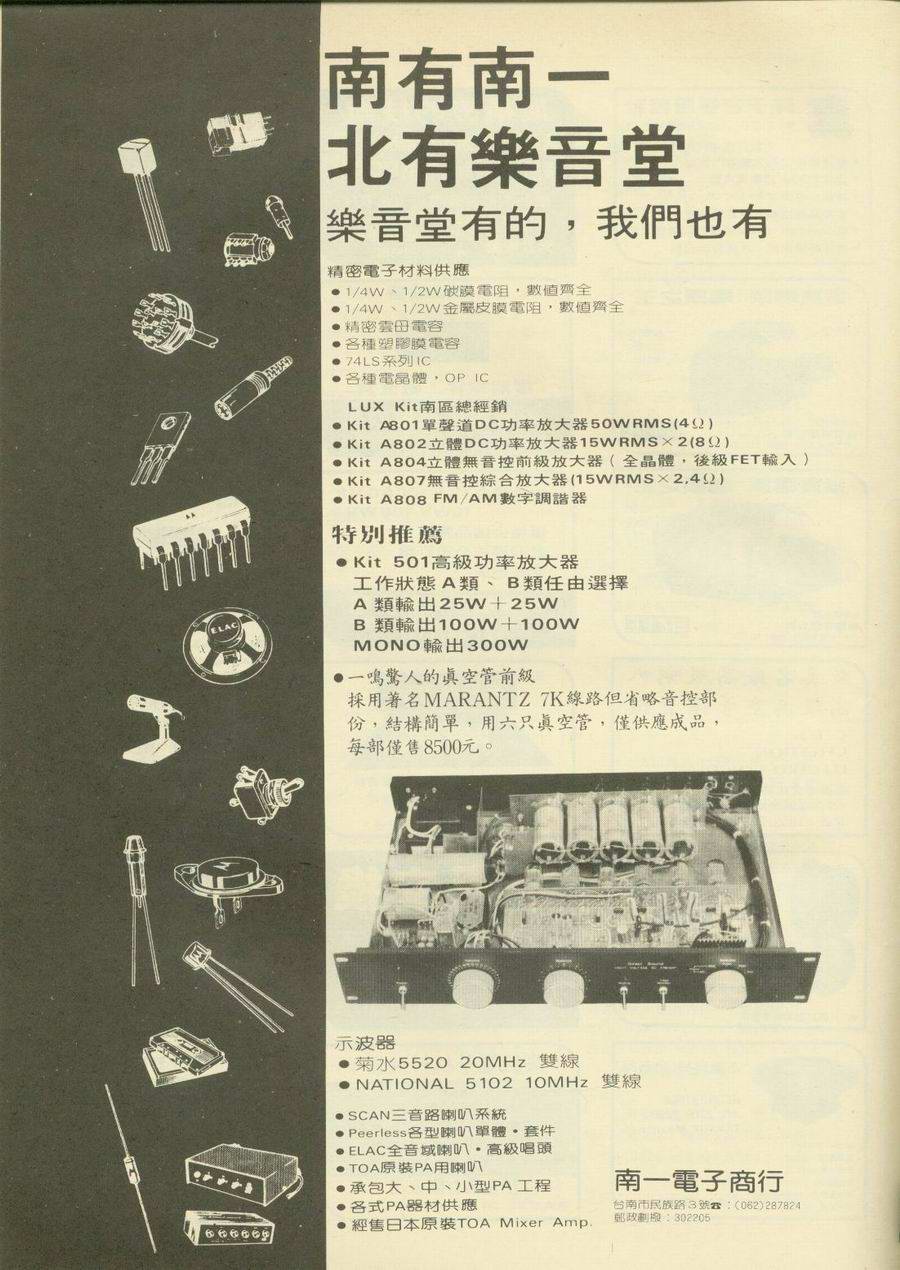 南有南一
北有樂音堂
樂音堂有的，我們也有
精密電子材料供應
●1/4W、1/2W碳膜電阻，數值齊全
●1/4W、1/2W金屬皮膜電阻，數值齊全
●精密雲母電容
●各種塑膠膜電容
●74LS系列IC
●各種電晶體，OP IC
LUX Kit南區總經銷
●Kit A801單聲道DC功率放大器50WRMS(4Ω)
●Kit A802立體DC功率放大器15WRMS×2(8Ω)
●Kit A804立體無音控前級放大器（全晶體，後級FET輸入）
●Kit A807無音控綜合放大器(15WRMS×2,4Ω)
●Kit A808 FM/AM數字調諧器
特別推薦
●Kit 501高級功率放大器
工作狀態A類、B類任由選擇
A類輸出25W＋25W
B類輸出100W＋100W
MONO輸出300W
●一鳴驚人的眞空管前級
採用著名MARANTZ 7K線路但省略音控部
份，結構簡單，用六只眞空管，僅供應成品，
每部僅售8500元。
ELAC
示波器
●菊水5520 20MHz 雙線
●NATIONAL 5102 10MHz 雙線
●SCAN三音路喇叭系統
●Peerless各型喇叭單體・套件
●ELAC全音域喇叭・高級唱頭
●TOA原裝PA用喇叭
●承包大、中、小型PA工程
●各式PA器材供應
●經售日本原裝TOA Mixer Amp.
南一電子商行
台南市民族路3號☎：(062)287824
郵政劃撥：302205